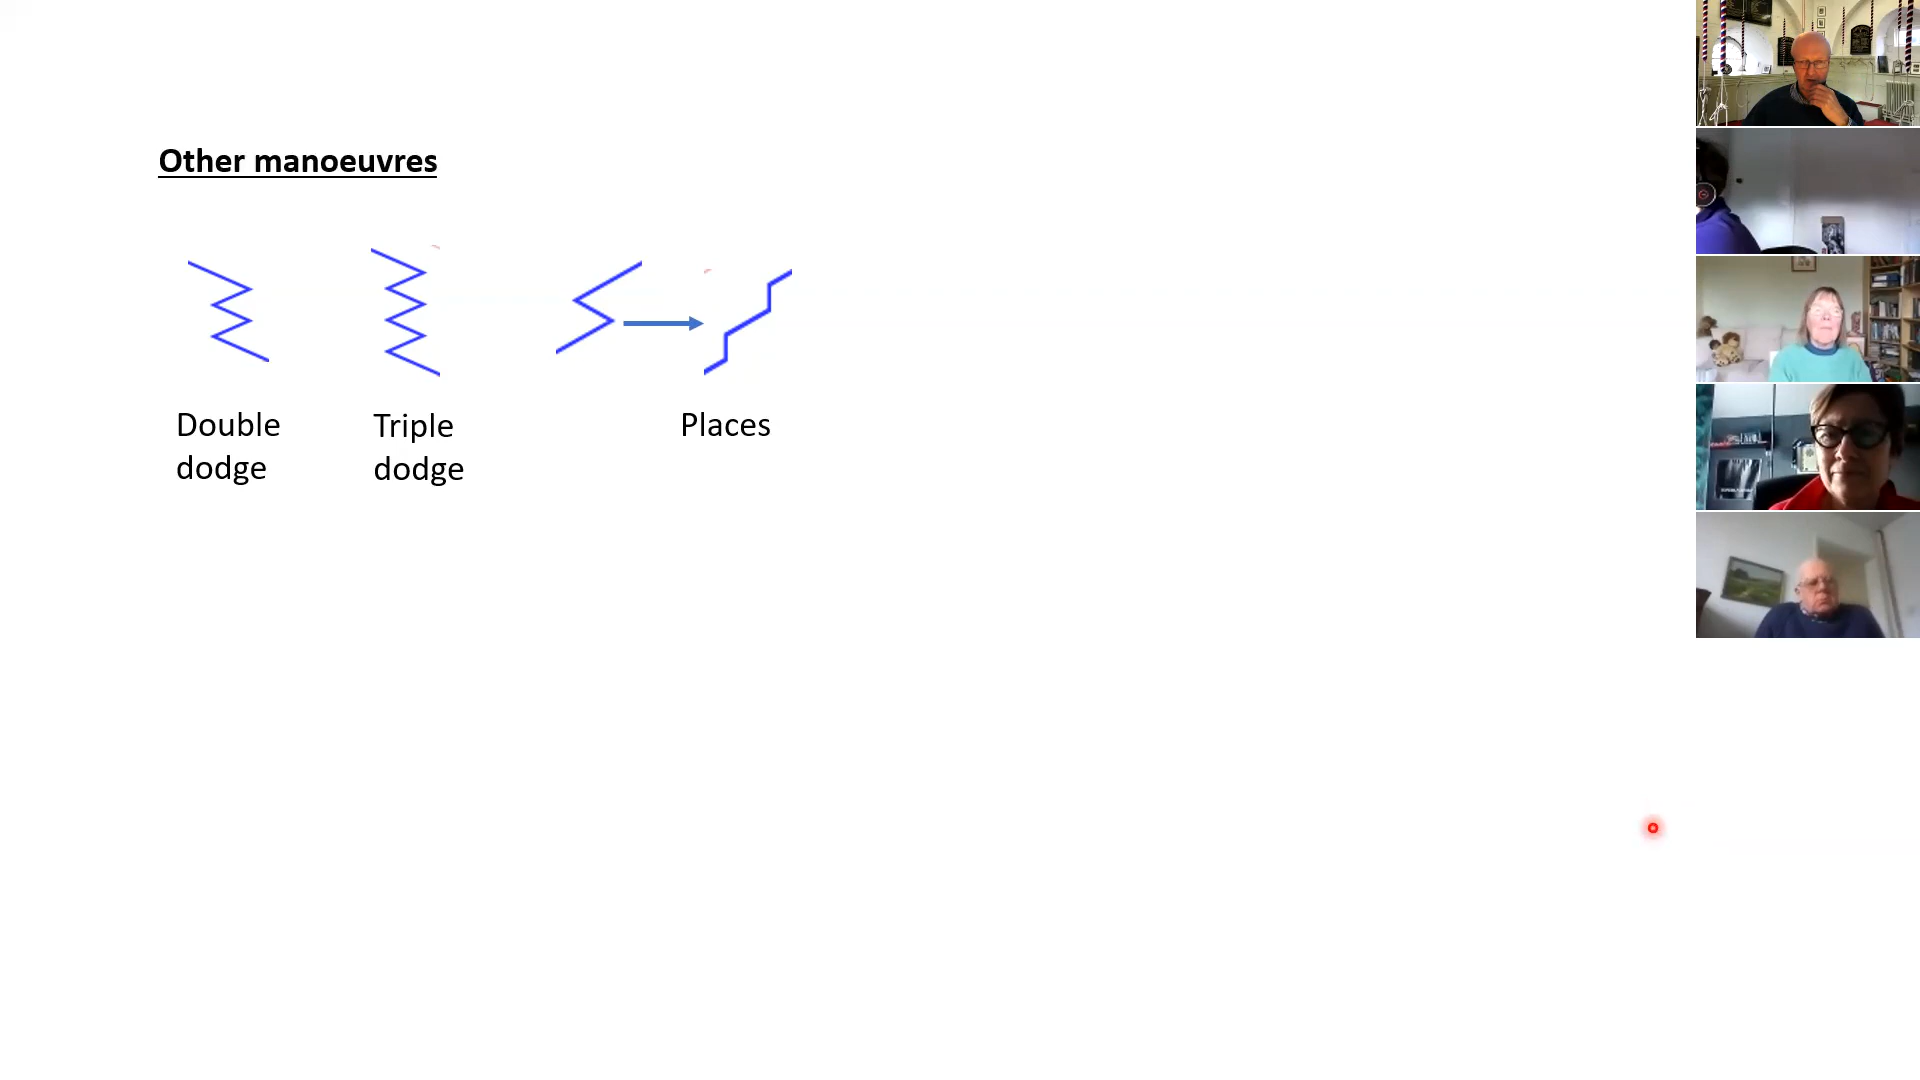 Other manoeuvres
Double
dodge
Triple
dodge
Places